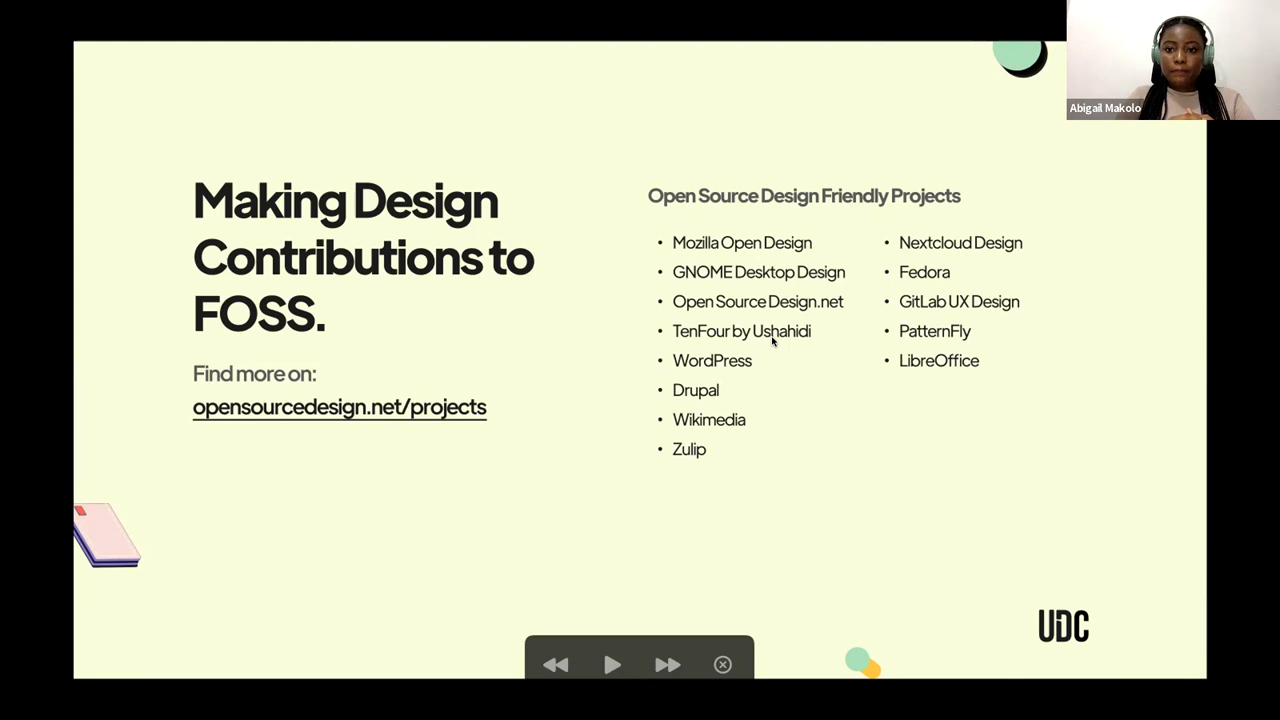 Abigail Makolo
Making Design
Contributions to
FOSS.
Find more on:
opensourcedesign.net/projects
Open Source Design Friendly Projects
• Mozilla Open Design
• GNOME Desktop Design
• Open Source Design.net
• TenFour by Ushahidi
• WordPress
• Drupal
• Wikimedia
• Zulip
• Nextcloud Design
• Fedora
• GitLab UX Design
• PatternFly
• LibreOffice
UDC